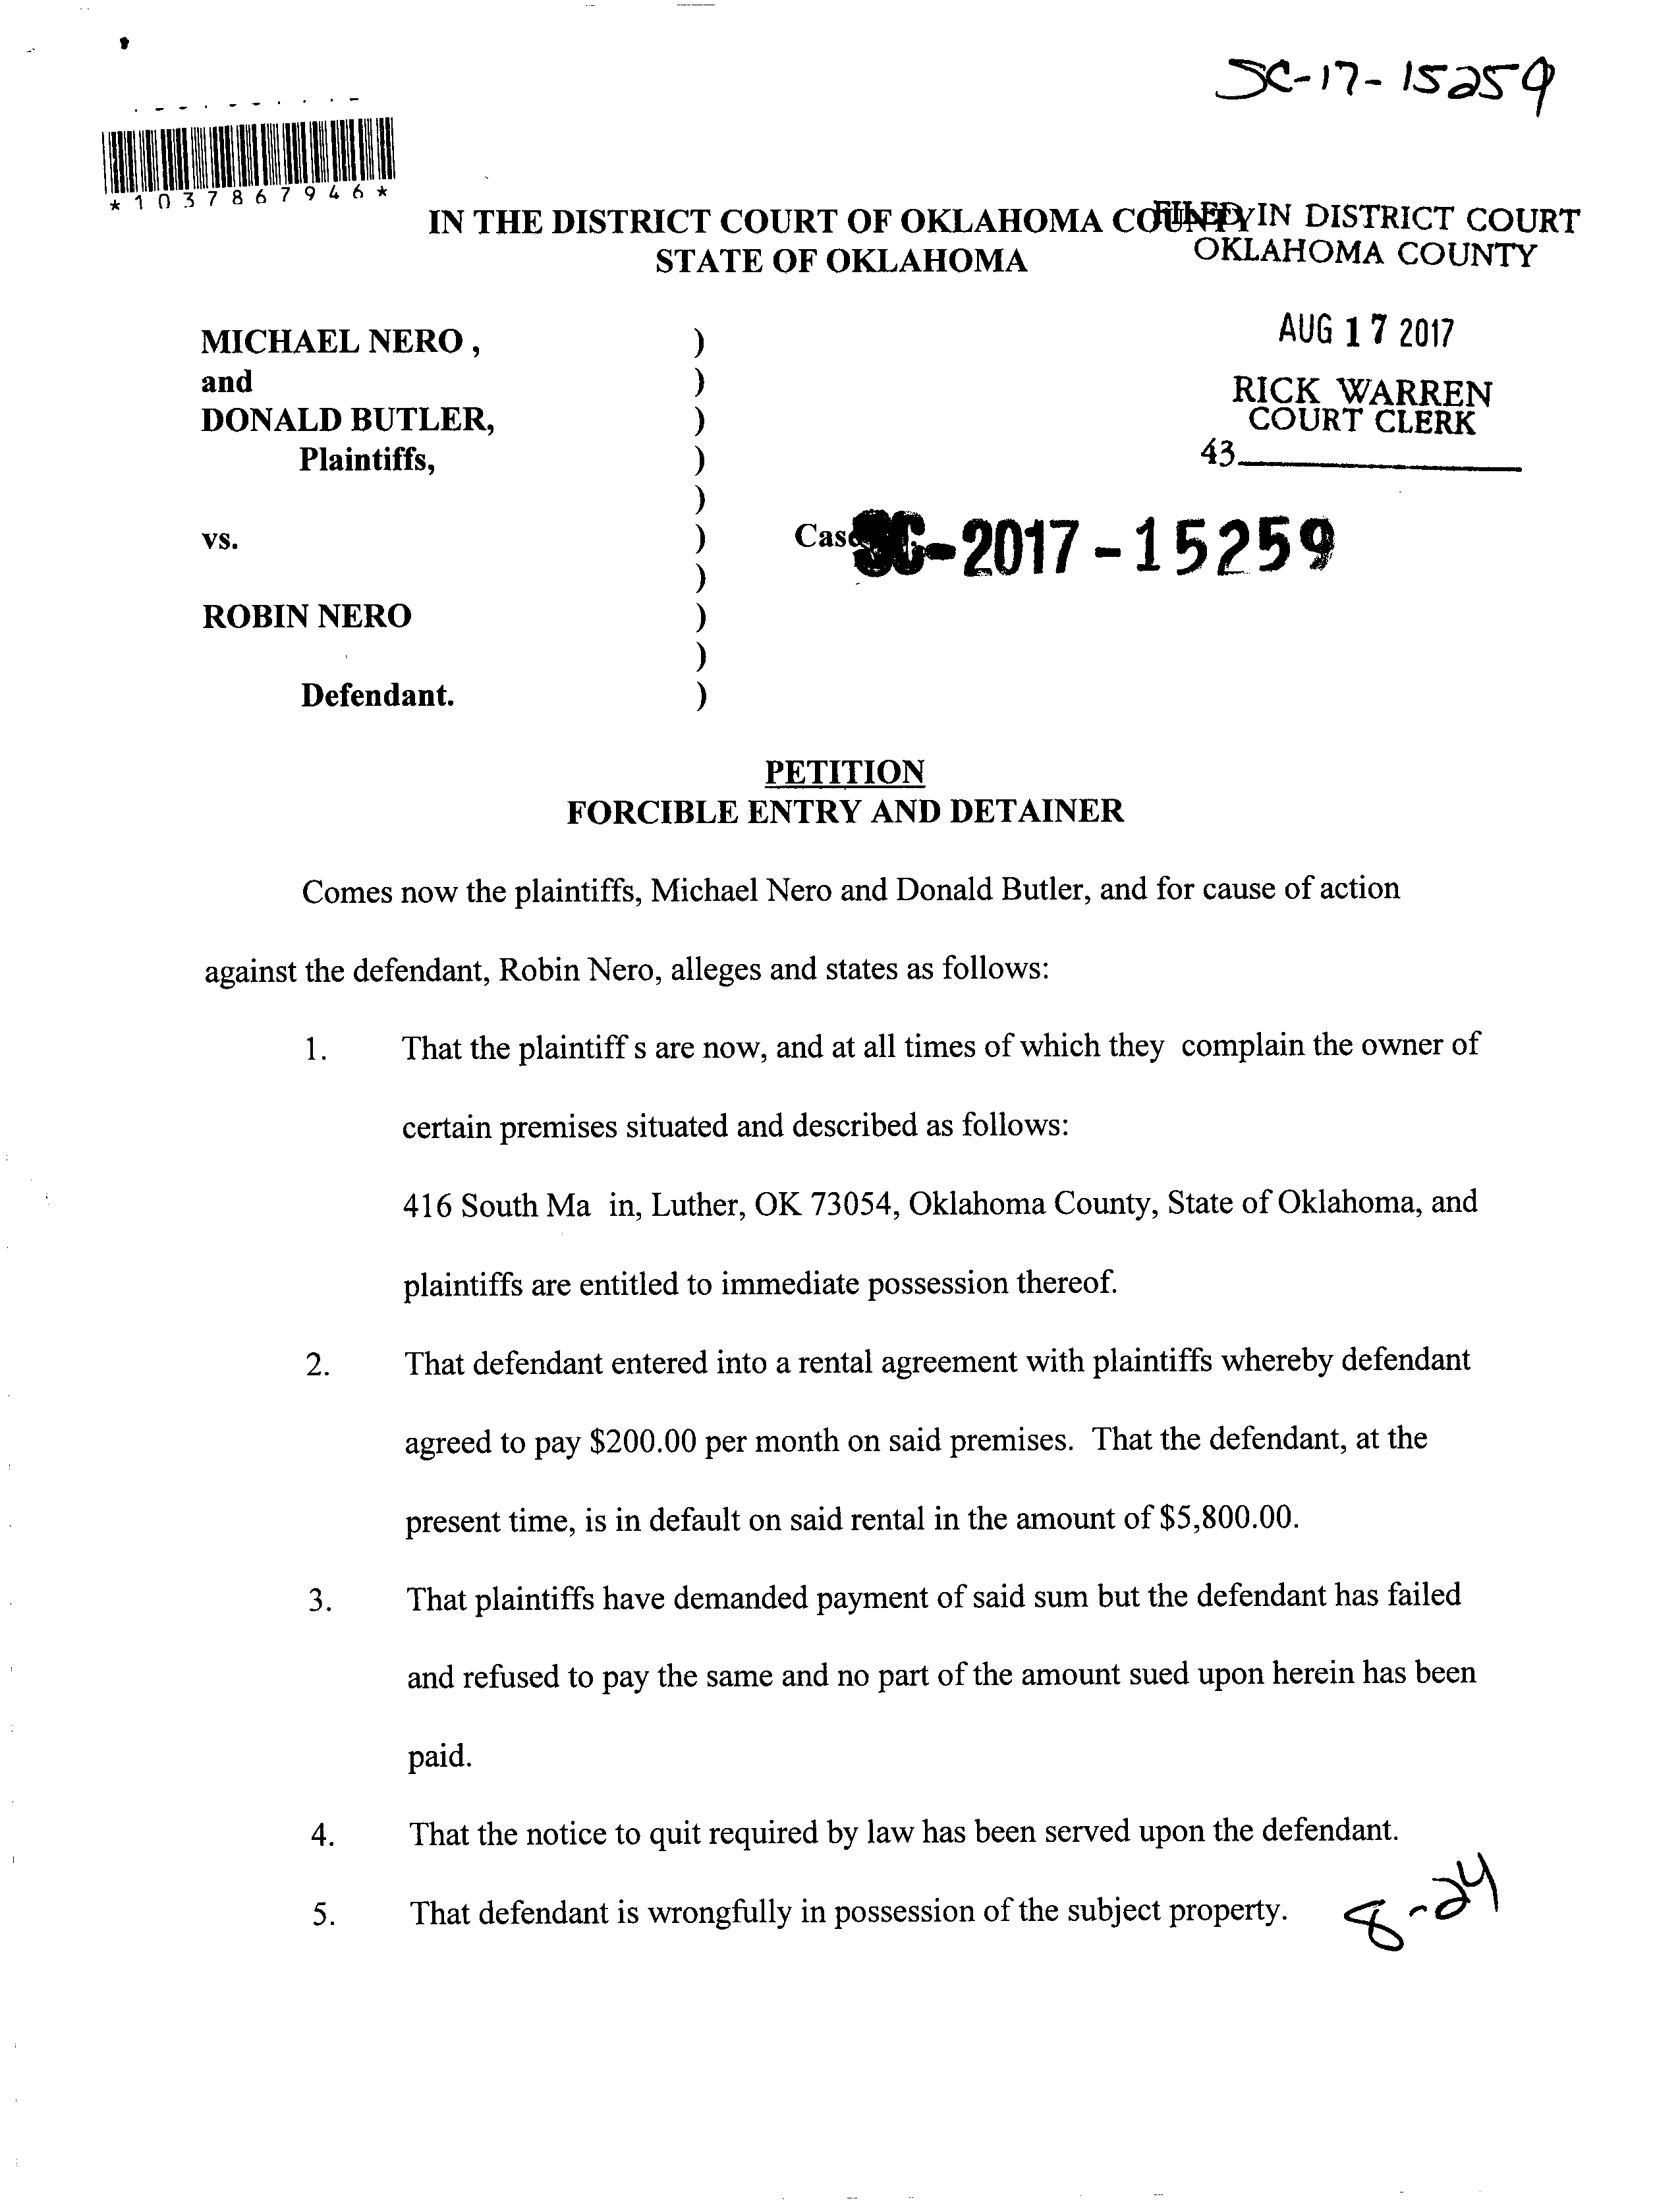 SC-17-15259
*1037867946*
IN THE DISTRICT COURT OF OKLAHOMA COUNTY
STATE OF OKLAHOMA
FILED IN DISTRICT COURT
OKLAHOMA COUNTY
AUG 17 2017
RICK WARREN
COURT CLERK
43
MICHAEL NERO , )
and )
DONALD BUTLER, )
Plaintiffs, )
)
vs. )
Case SC-2017-15259
)
ROBIN NERO )
)
Defendant. )
PETITION
FORCIBLE ENTRY AND DETAINER
Comes now the plaintiffs, Michael Nero and Donald Butler, and for cause of action
against the defendant, Robin Nero, alleges and states as follows:
1. That the plaintiff s are now, and at all times of which they complain the owner of
certain premises situated and described as follows:
416 South Ma in, Luther, OK 73054, Oklahoma County, State of Oklahoma, and
plaintiffs are entitled to immediate possession thereof.
2. That defendant entered into a rental agreement with plaintiffs whereby defendant
agreed to pay $200.00 per month on said premises. That the defendant, at the
present time, is in default on said rental in the amount of $5,800.00.
3. That plaintiffs have demanded payment of said sum but the defendant has failed
and refused to pay the same and no part of the amount sued upon herein has been
paid.
4. That the notice to quit required by law has been served upon the defendant.
5. That defendant is wrongfully in possession of the subject property.
8-24